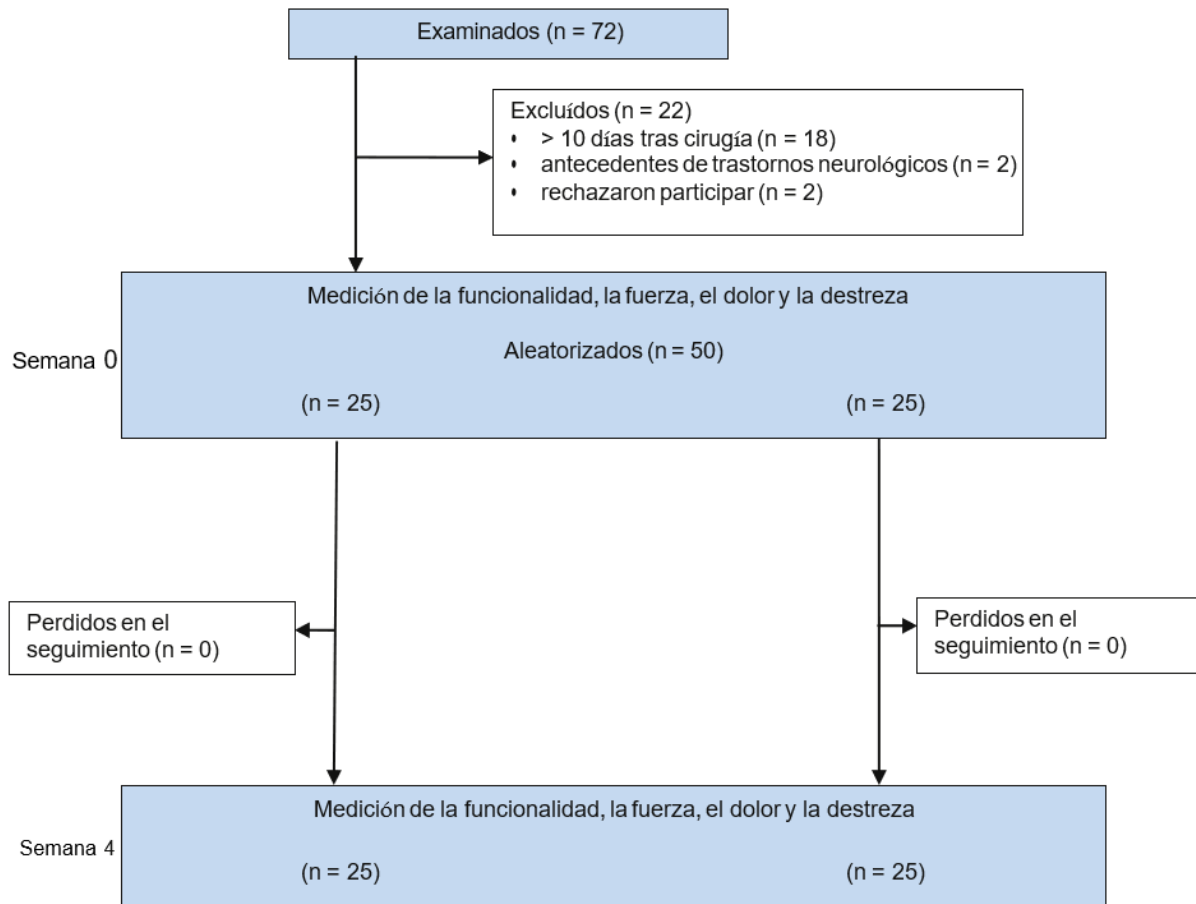 Examinados (n = 72)
Excluídos (n = 22)
• > 10 días tras cirugía (n = 18)
• antecedentes de trastornos neurológicos (n = 2)
• rechazaron participar (n = 2)
Medición de la funcionalidad, la fuerza, el dolor y la destreza
Semana 0
Aleatorizados (n = 50)
(n = 25)
(n = 25)
Perdidos en el
seguimiento (n = 0)
Perdidos en el
seguimiento (n = 0)
Medición de la funcionalidad, la fuerza, el dolor y la destreza
Semana 4
(n = 25)
(n = 25)